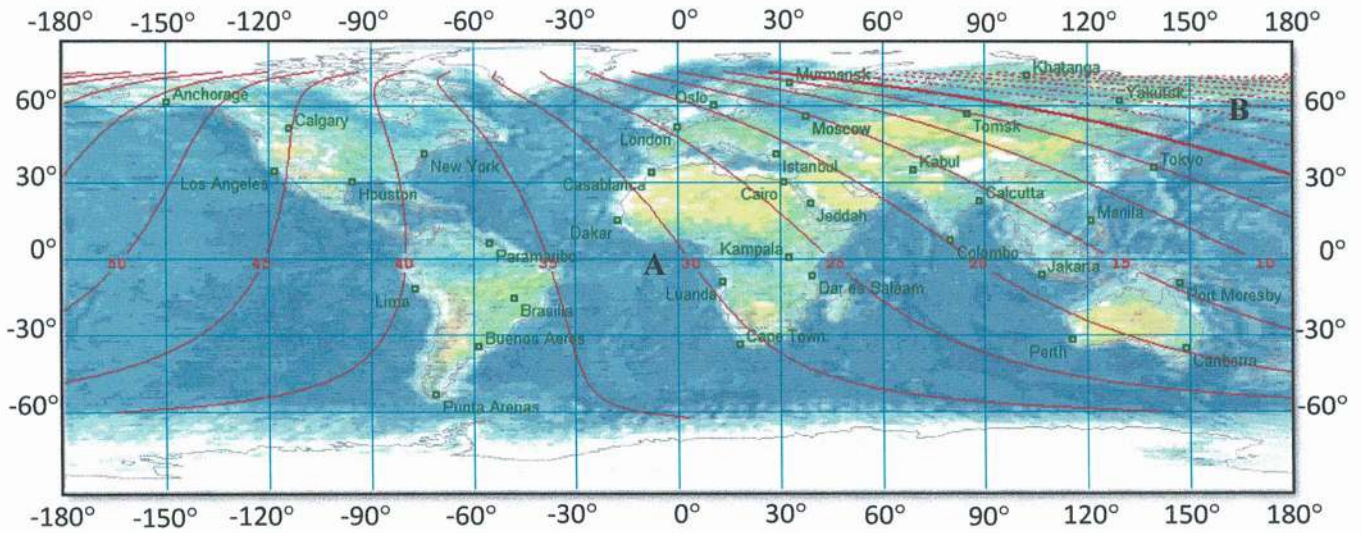 -180° -150° -120° -90° -60° -30° 0° 30° 60° 90° 120° 150° 180°
Khatanga
Murmansk
60° Anchorage Oslo Yakutsk B 60°
Calgary London Moscow Tomsk
New York Istanbul Kabul Tokyo
30° Los Angeles Houston Casablanca Cairo Calcutta 30°
Jeddah Manila
Dakar
0° Paramaribo Kampala Colombo 0°
50 45 40 35 A 30 25 20 Jakarta 15 10
Lima Luanda Dar es Salaam Port Moresby
Brasilia
-30° Buenos Aeres Cape Town Perth -30°
Canberra
-60° Punta Arenas -60°
-180° -150° -120° -90° -60° -30° 0° 30° 60° 90° 120° 150° 180°